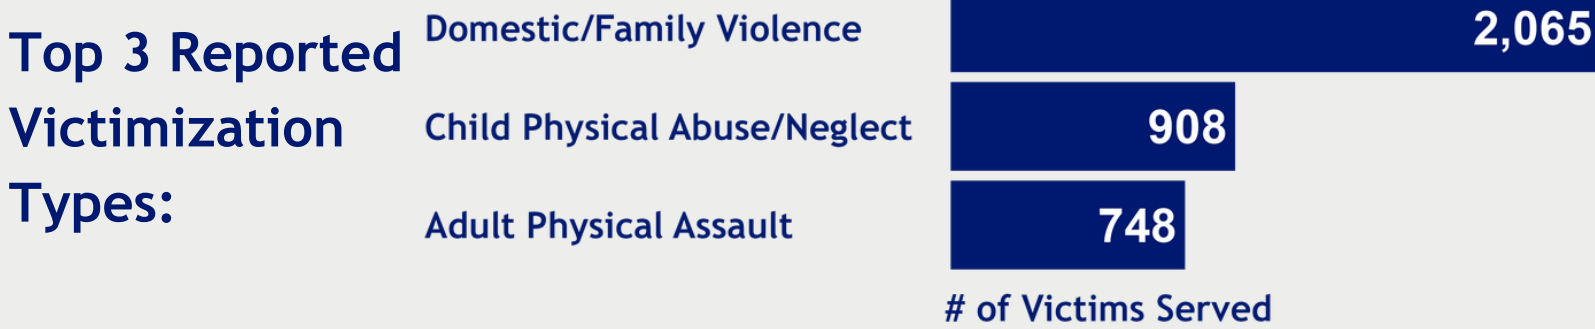 Top 3 Reported
Victimization
Types:
Domestic/Family Violence 2,065
Child Physical Abuse/Neglect 908
Adult Physical Assault 748
# of Victims Served